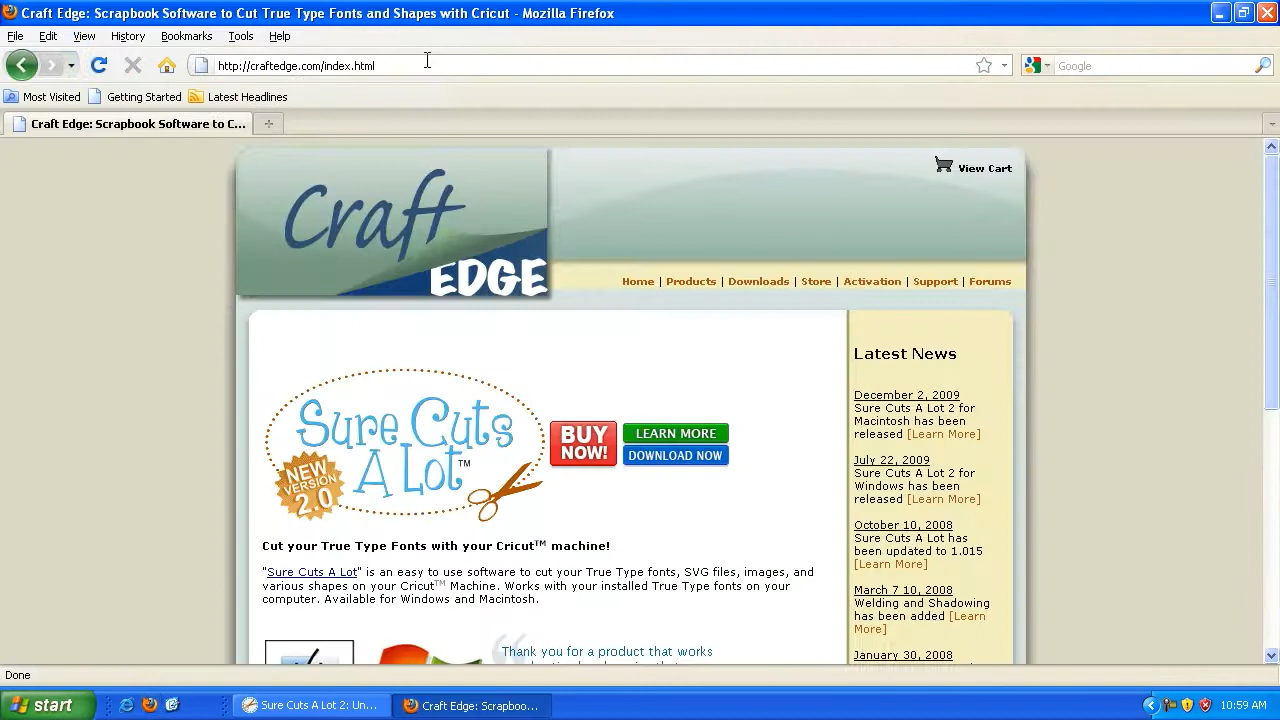 Craft Edge: Scrapbook Software to Cut True Type Fonts and Shapes with Cricut - Mozilla Firefox
File Edit View History Bookmarks Tools Help
http://craftedge.com/index.html
Google
Most Visited Getting Started Latest Headlines
Craft Edge: Scrapbook Software to C...
View Cart
Craft
EDGE
Home | Products | Downloads | Store | Activation | Support | Forums
Sure Cuts
A Lot™
NEW
VERSION
2.0
BUY
NOW!
LEARN MORE
DOWNLOAD NOW
Cut your True Type Fonts with your Cricut™ machine!
"Sure Cuts A Lot" is an easy to use software to cut your True Type fonts, SVG files, images, and
various shapes on your Cricut™ Machine. Works with your installed True Type fonts on your
computer. Available for Windows and Macintosh.
Thank you for a product that works
Latest News
December 2, 2009
Sure Cuts A Lot 2 for
Macintosh has been
released [Learn More]
July 22, 2009
Sure Cuts A Lot 2 for
Windows has been
released [Learn More]
October 10, 2008
Sure Cuts A Lot has
been updated to 1.015
[Learn More]
March 7 10, 2008
Welding and Shadowing
has been added [Learn
More]
January 30, 2008
Done
start
Sure Cuts A Lot 2: Un...
Craft Edge: Scrapboo...
10:59 AM